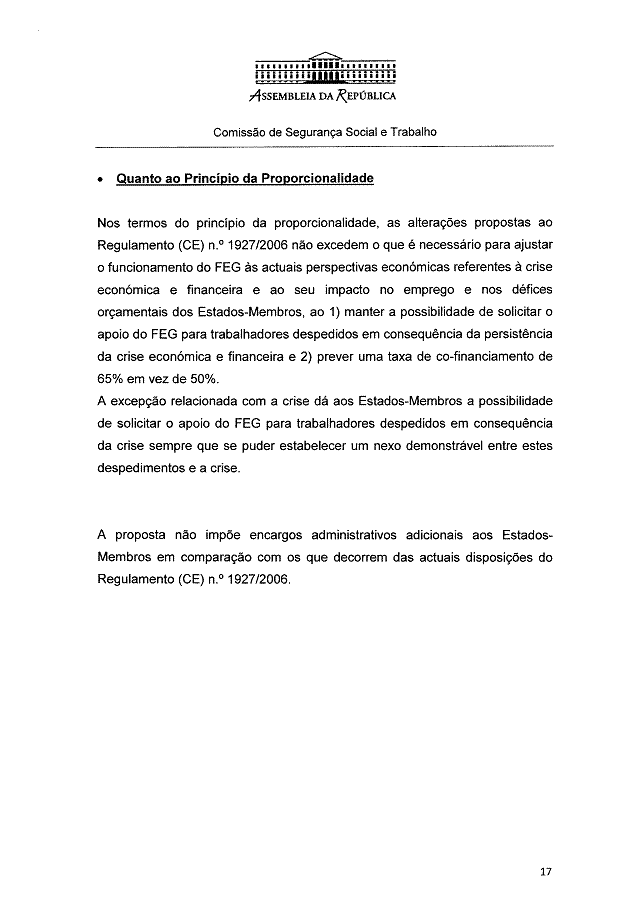 ASSEMBLEIA DA REPÚBLICA
Comissão de Segurança Social e Trabalho
• Quanto ao Princípio da Proporcionalidade
Nos termos do princípio da proporcionalidade, as alterações propostas ao
Regulamento (CE) n.º 1927/2006 não excedem o que é necessário para ajustar
o funcionamento do FEG às actuais perspectivas económicas referentes à crise
económica e financeira e ao seu impacto no emprego e nos défices
orçamentais dos Estados-Membros, ao 1) manter a possibilidade de solicitar o
apoio do FEG para trabalhadores despedidos em consequência da persistência
da crise económica e financeira e 2) prever uma taxa de co-financiamento de
65% em vez de 50%.
A excepção relacionada com a crise dá aos Estados-Membros a possibilidade
de solicitar o apoio do FEG para trabalhadores despedidos em consequência
da crise sempre que se puder estabelecer um nexo demonstrável entre estes
despedimentos e a crise.
A proposta não impõe encargos administrativos adicionais aos Estados-
Membros em comparação com os que decorrem das actuais disposições do
Regulamento (CE) n.º 1927/2006.
17